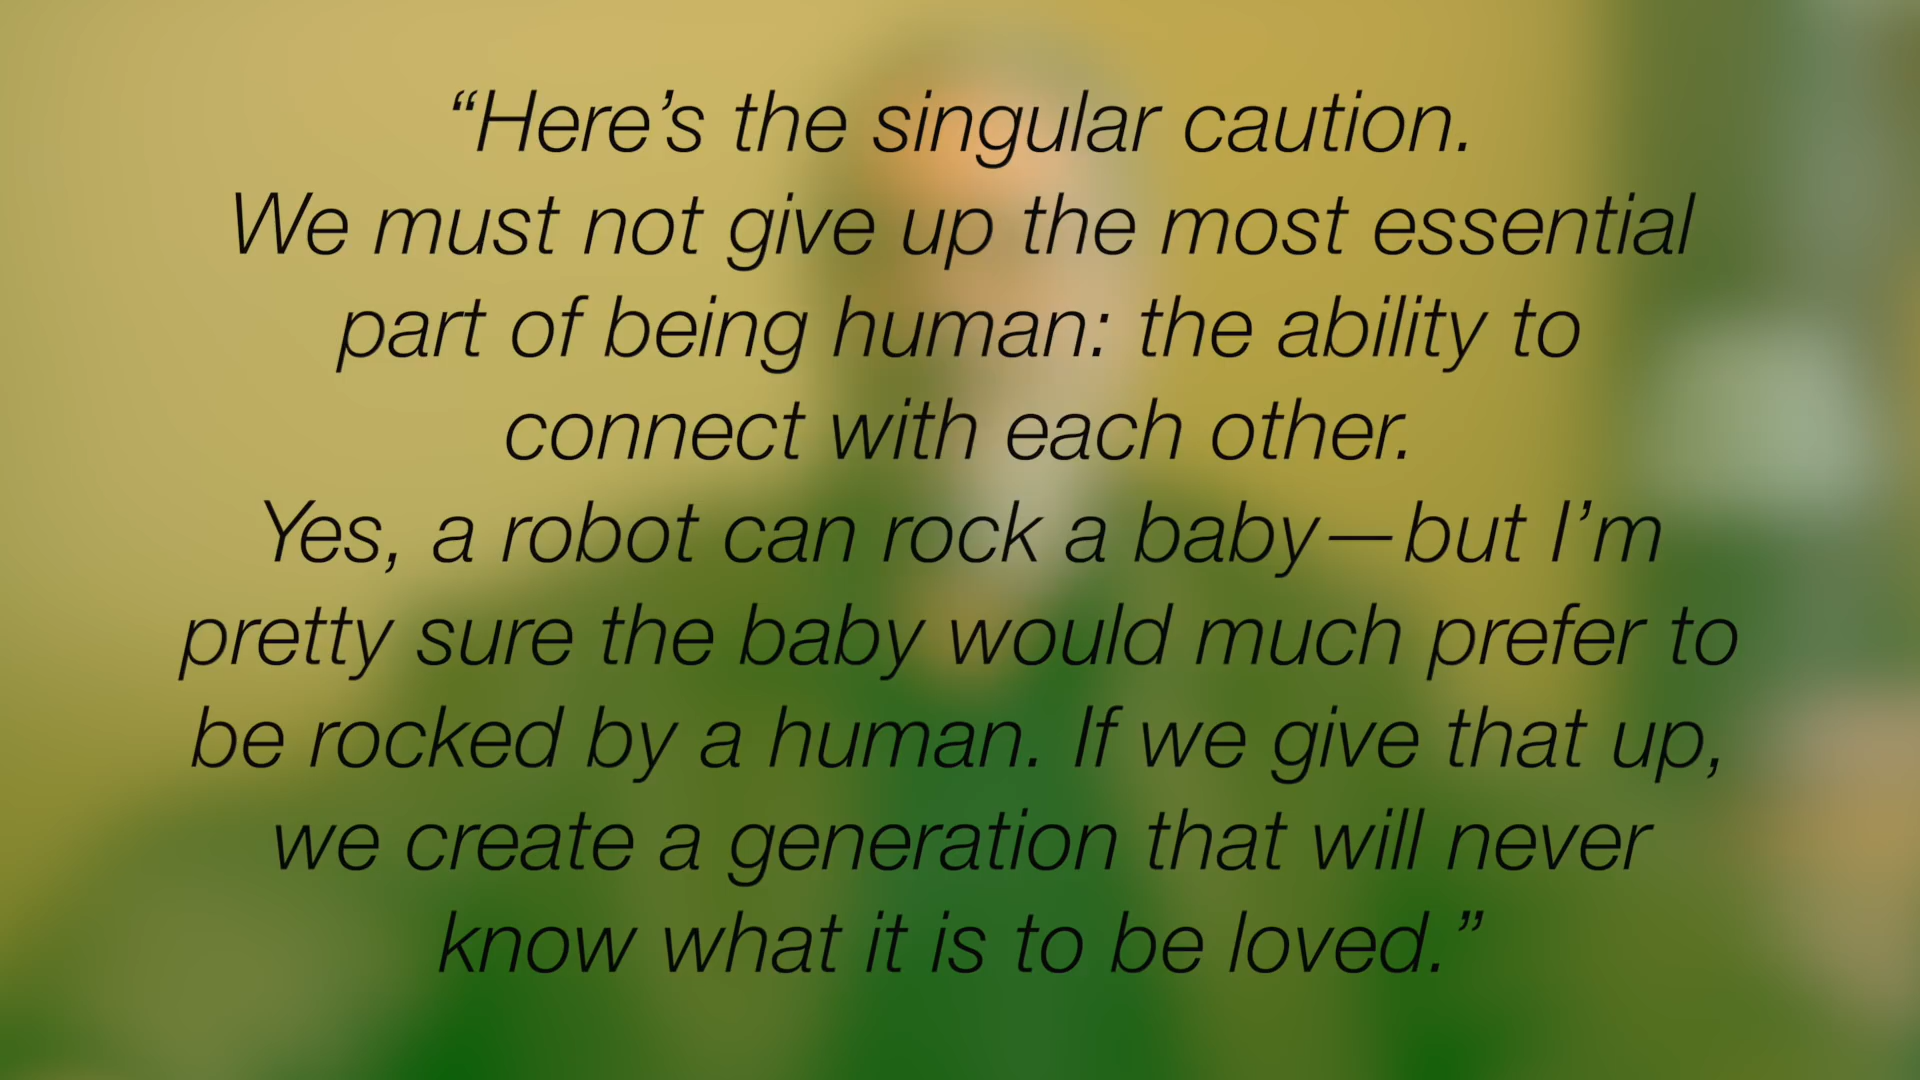 “Here’s the singular caution.
We must not give up the most essential
part of being human: the ability to
connect with each other.
Yes, a robot can rock a baby—but I’m
pretty sure the baby would much prefer to
be rocked by a human. If we give that up,
we create a generation that will never
know what it is to be loved.”